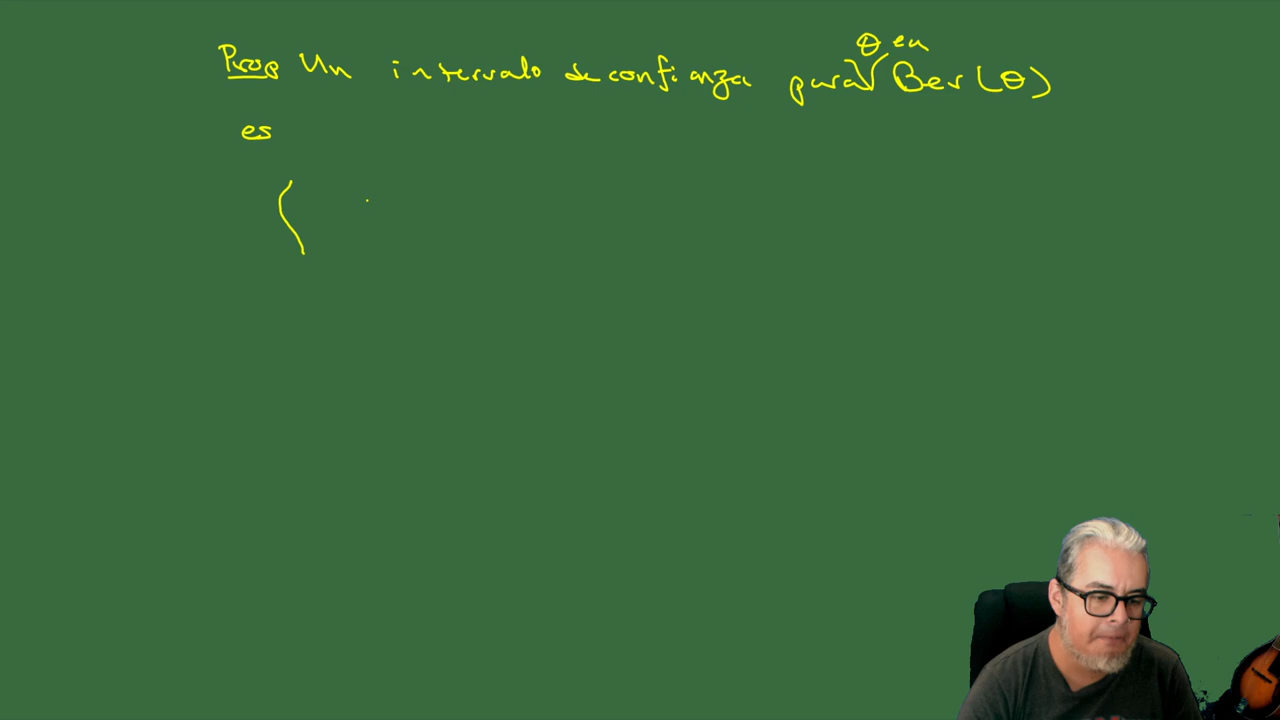 Prop Un intervalo de confianza para θ en Ber(θ)
es
(